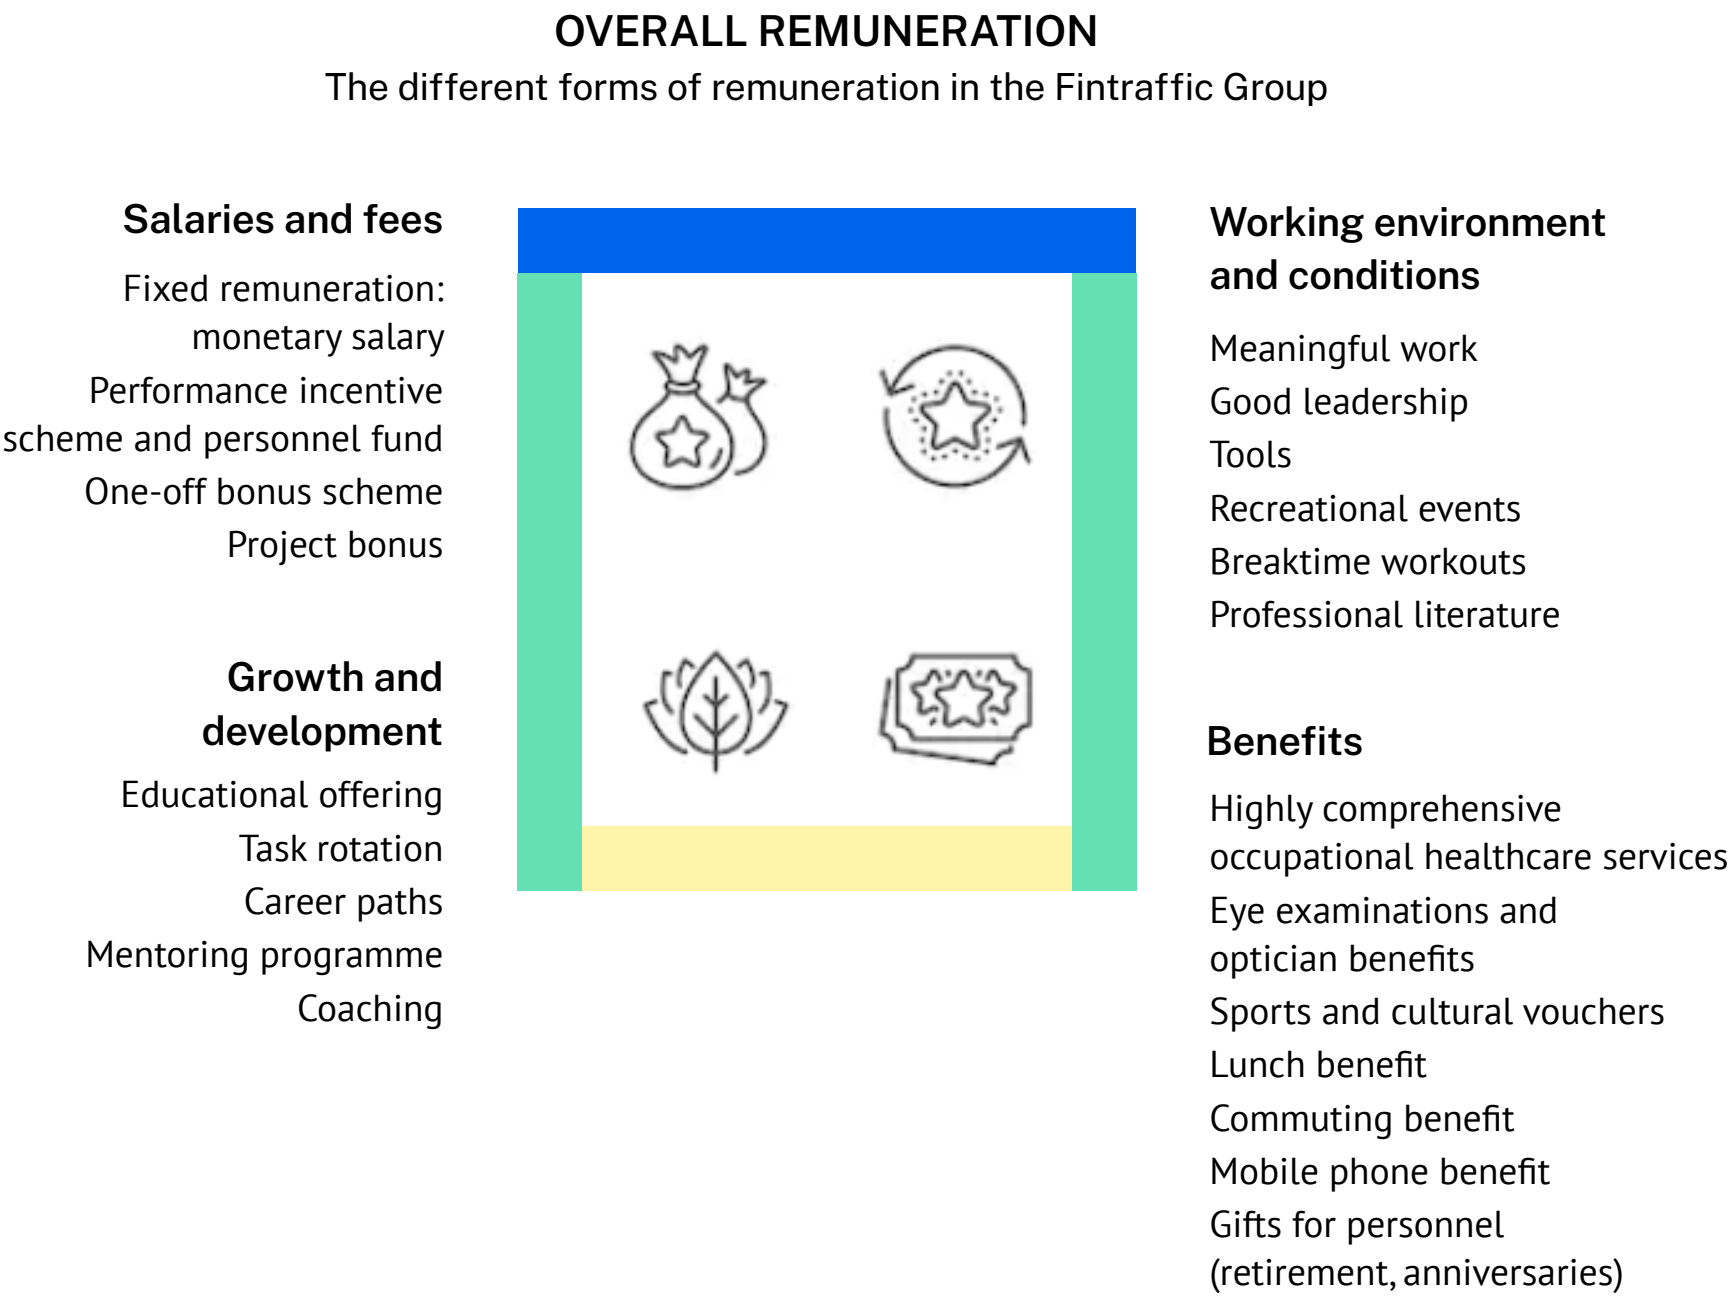 OVERALL REMUNERATION
The different forms of remuneration in the Fintraffic Group
Salaries and fees
Fixed remuneration:
monetary salary
Performance incentive
scheme and personnel fund
One-off bonus scheme
Project bonus
Growth and
development
Educational offering
Task rotation
Career paths
Mentoring programme
Coaching
Working environment
and conditions
Meaningful work
Good leadership
Tools
Recreational events
Breaktime workouts
Professional literature
Benefits
Highly comprehensive
occupational healthcare services
Eye examinations and
optician benefits
Sports and cultural vouchers
Lunch benefit
Commuting benefit
Mobile phone benefit
Gifts for personnel
(retirement, anniversaries)